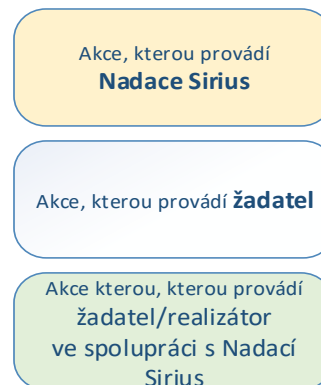 Akce, kterou provádí
Nadace Sirius
Akce, kterou provádí žadatel
Akce kterou, kterou provádí
žadatel/realizátor
ve spolupráci s Nadací
Sirius